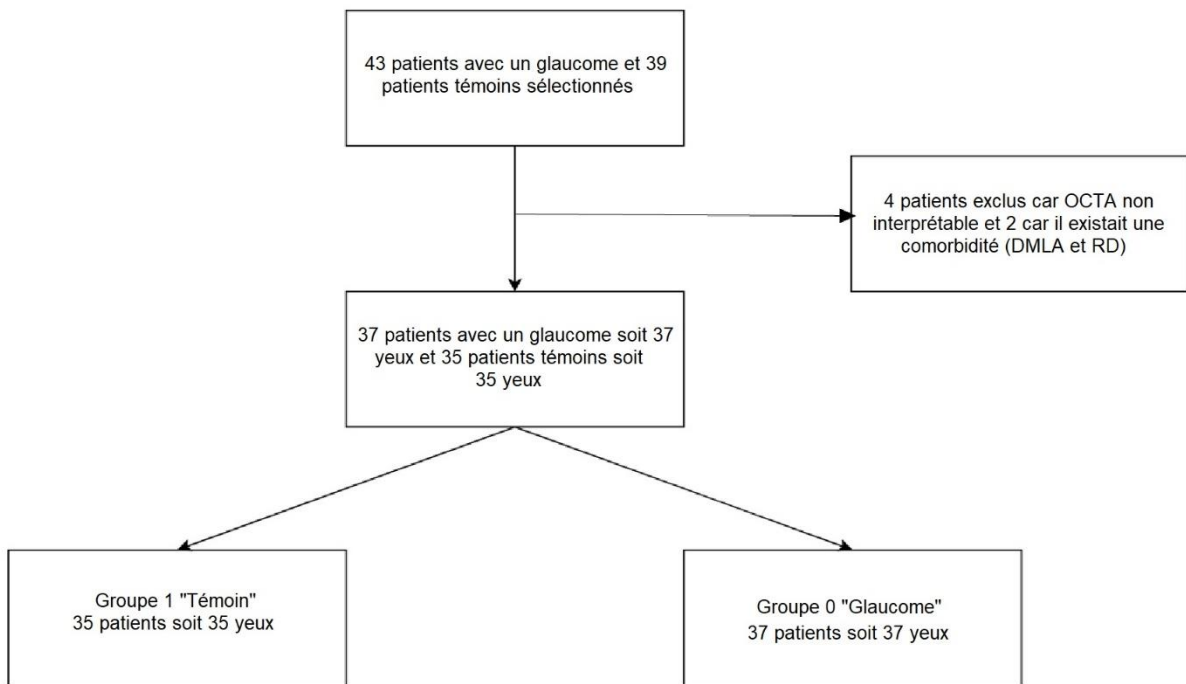 43 patients avec un glaucome et 39
patients témoins sélectionnés
4 patients exclus car OCTA non
interprétable et 2 car il existait une
comorbidité (DMLA et RD)
37 patients avec un glaucome soit 37
yeux et 35 patients témoins soit
35 yeux
Groupe 1 "Témoin"
35 patients soit 35 yeux
Groupe 0 "Glaucome"
37 patients soit 37 yeux